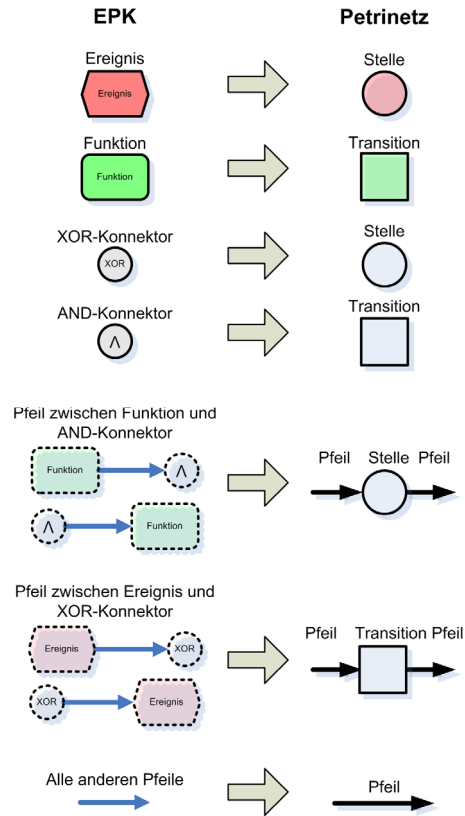 EPK Petrinetz
Ereignis Stelle
Ereignis
Funktion Transition
Funktion
XOR-Konnektor Stelle
XOR
AND-Konnektor Transition
Λ
Pfeil zwischen Funktion und
AND-Konnektor
Pfeil Stelle Pfeil
Funktion Λ
Λ Funktion
Pfeil zwischen Ereignis und
XOR-Konnektor
Pfeil Transition Pfeil
Ereignis XOR
XOR Ereignis
Alle anderen Pfeile Pfeil